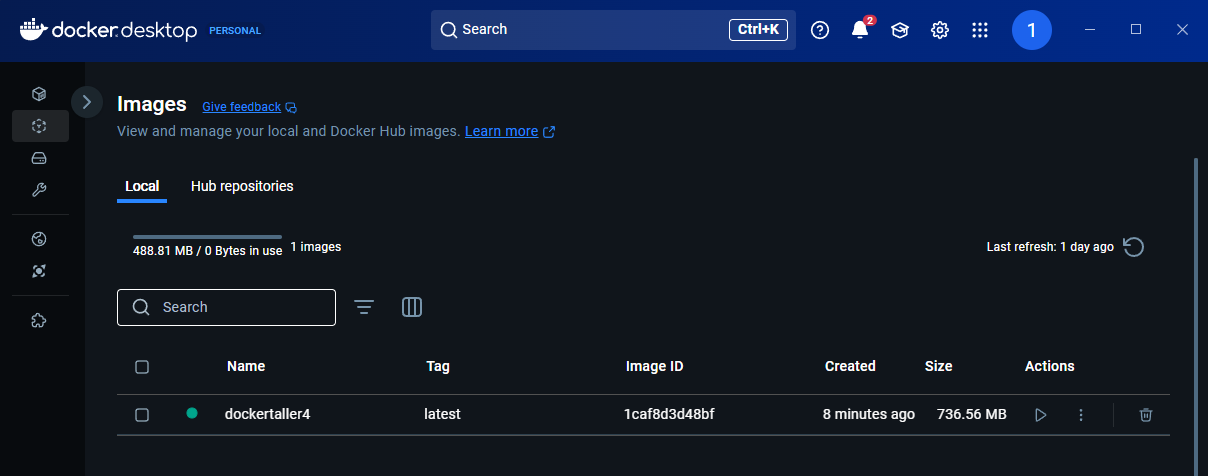 docker.desktop PERSONAL Search Ctrl+K 2 1
Images Give feedback
View and manage your local and Docker Hub images. Learn more
Local Hub repositories
488.81 MB / 0 Bytes in use 1 images Last refresh: 1 day ago
Search
Name Tag Image ID Created Size Actions
dockertaller4 latest 1caf8d3d48bf 8 minutes ago 736.56 MB